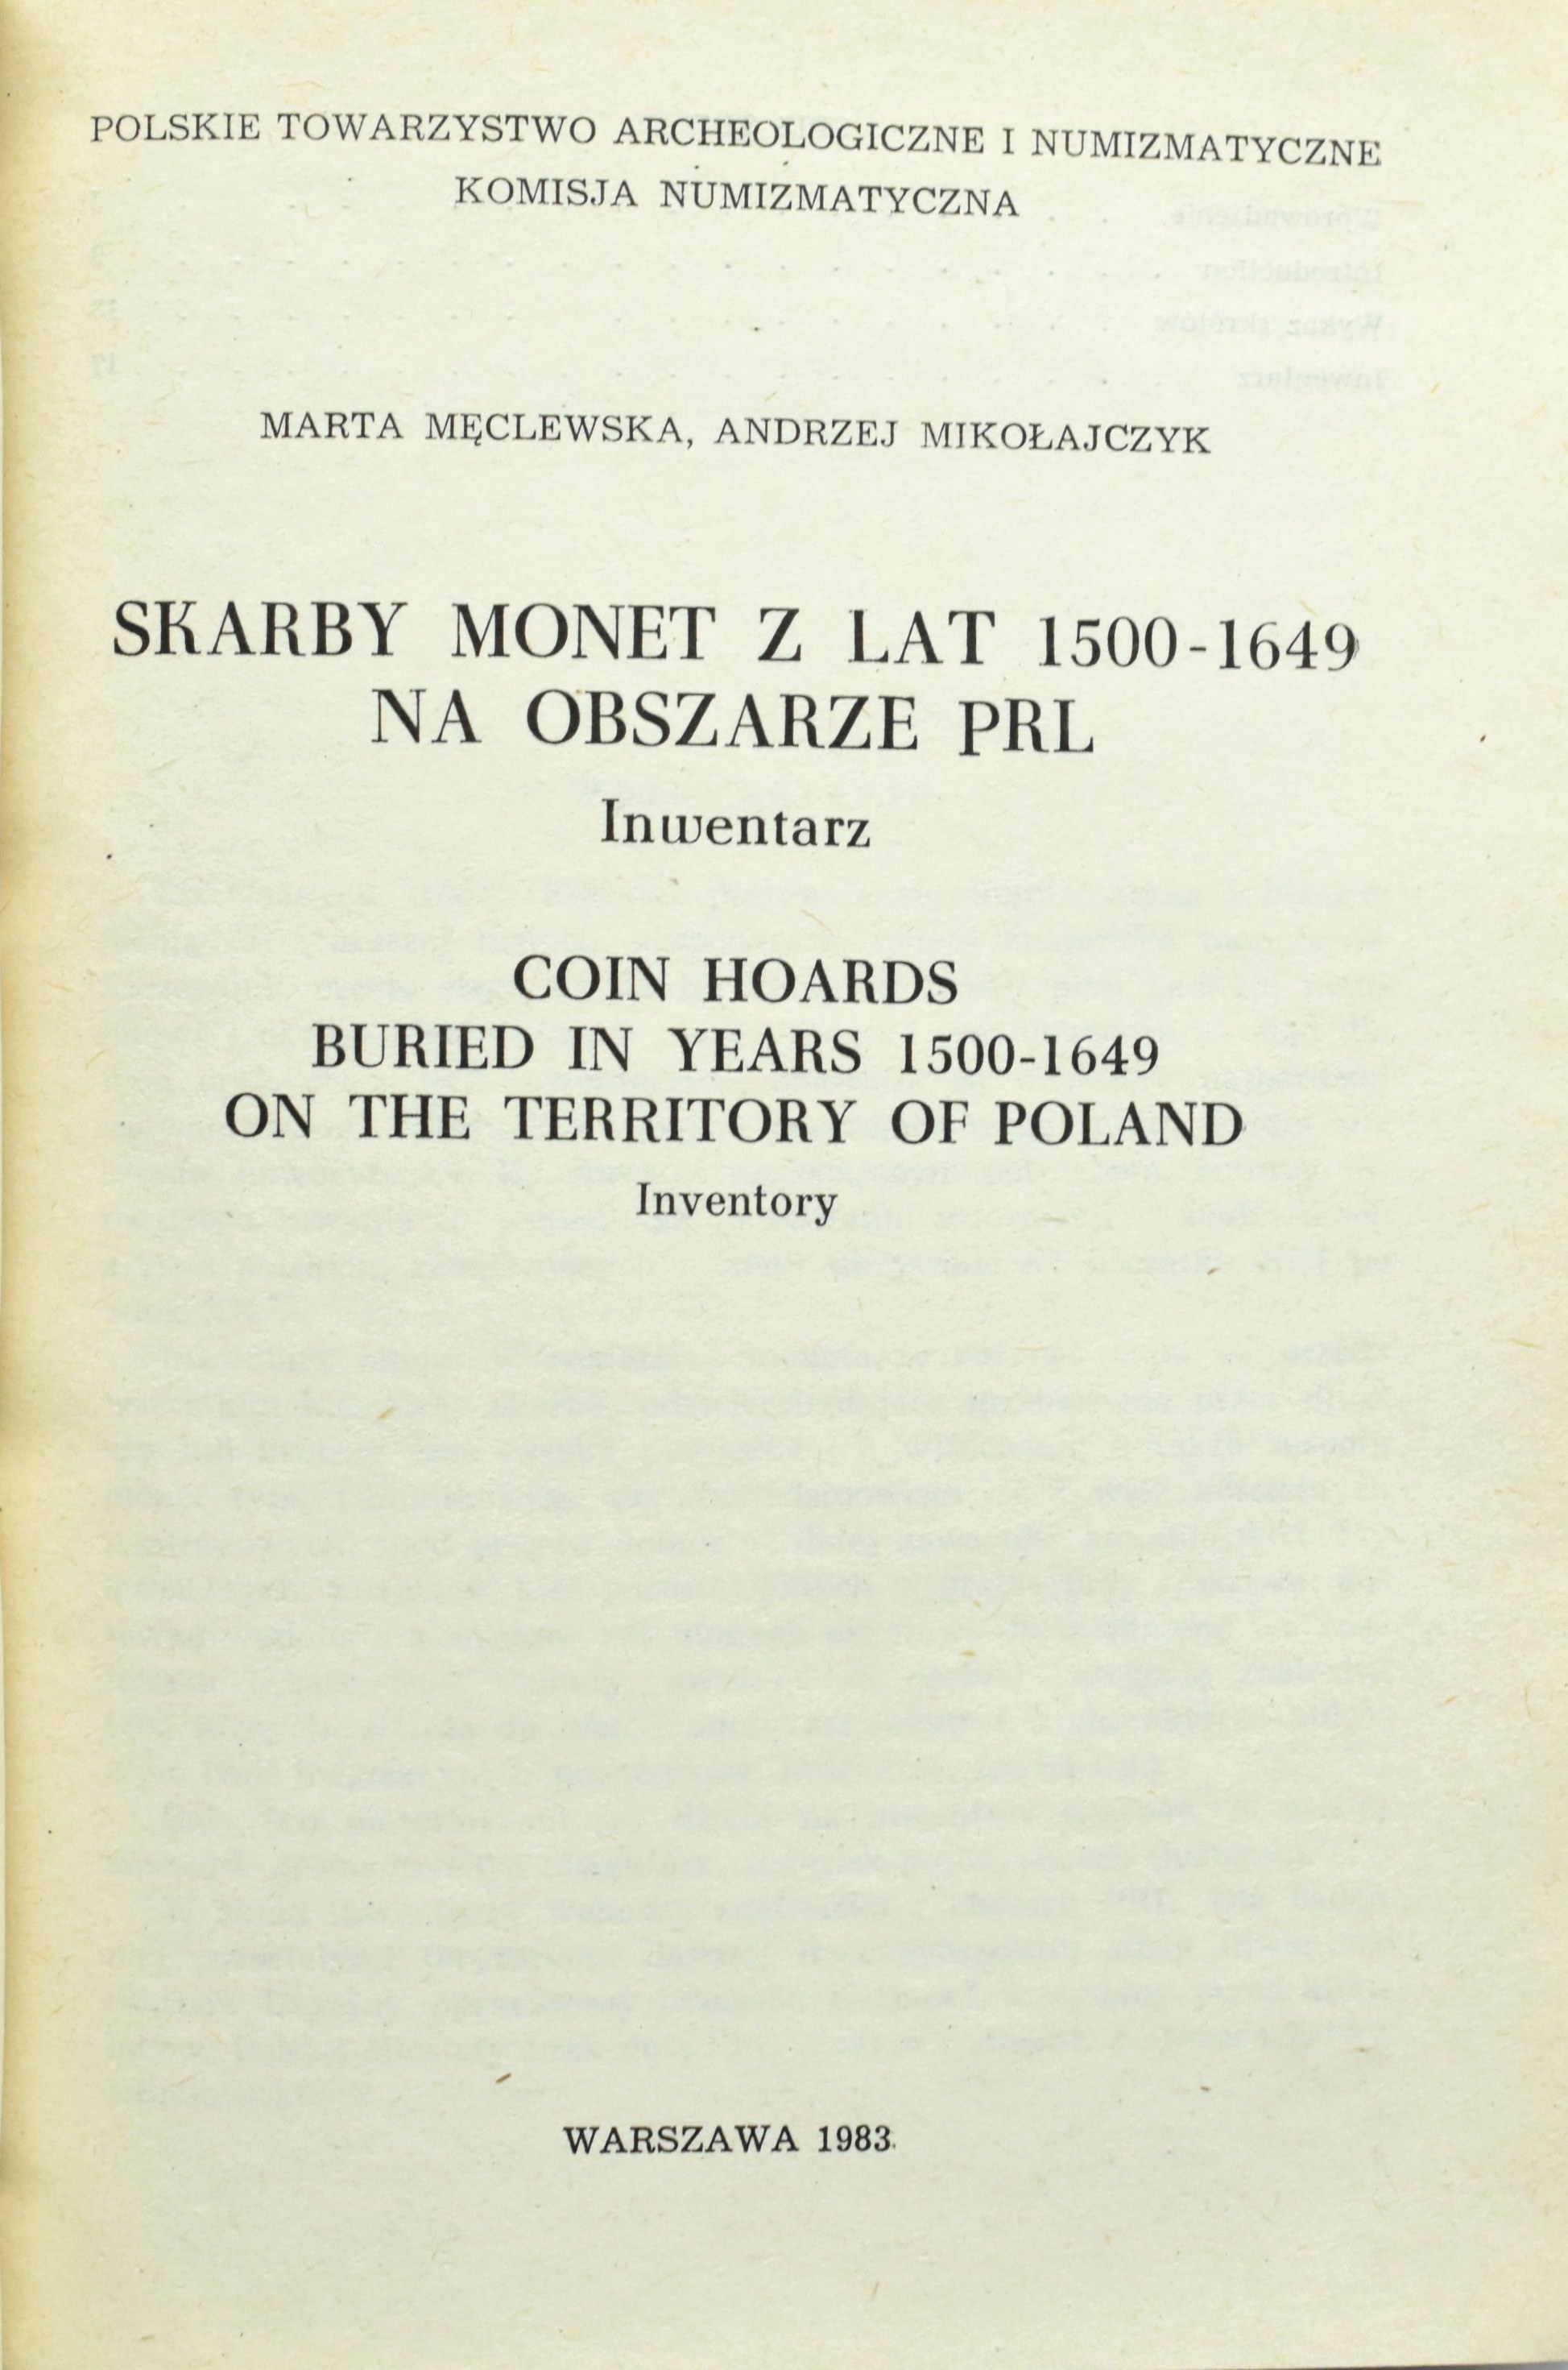 POLSKIE TOWARZYSTWO ARCHEOLOGICZNE I NUMIZMATYCZNE
KOMISJA NUMIZMATYCZNA
MARTA MĘCLEWSKA, ANDRZEJ MIKOŁAJCZYK
SKARBY MONET Z LAT 1500-1649
NA OBSZARZE PRL
Inwentarz
COIN HOARDS
BURIED IN YEARS 1500-1649
ON THE TERRITORY OF POLAND
Inventory
WARSZAWA 1983